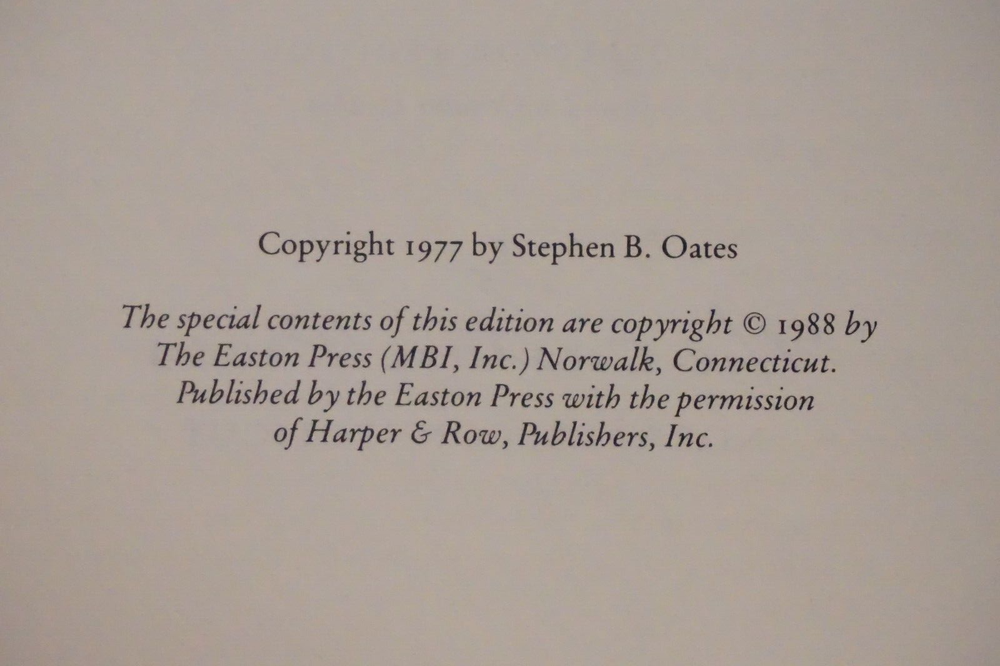 Copyright 1977 by Stephen B. Oates
The special contents of this edition are copyright © 1988 by
The Easton Press (MBI, Inc.) Norwalk, Connecticut.
Published by the Easton Press with the permission
of Harper & Row, Publishers, Inc.